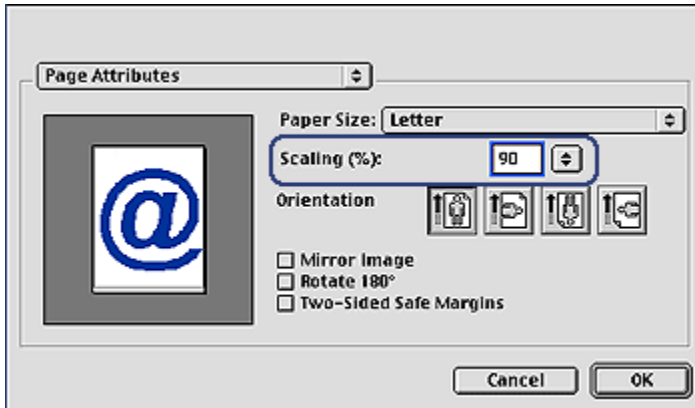 Page Attributes
Paper Size: Letter
Scaling (%): 90
Orientation
@
Mirror Image
Rotate 180°
Two-Sided Safe Margins
Cancel OK